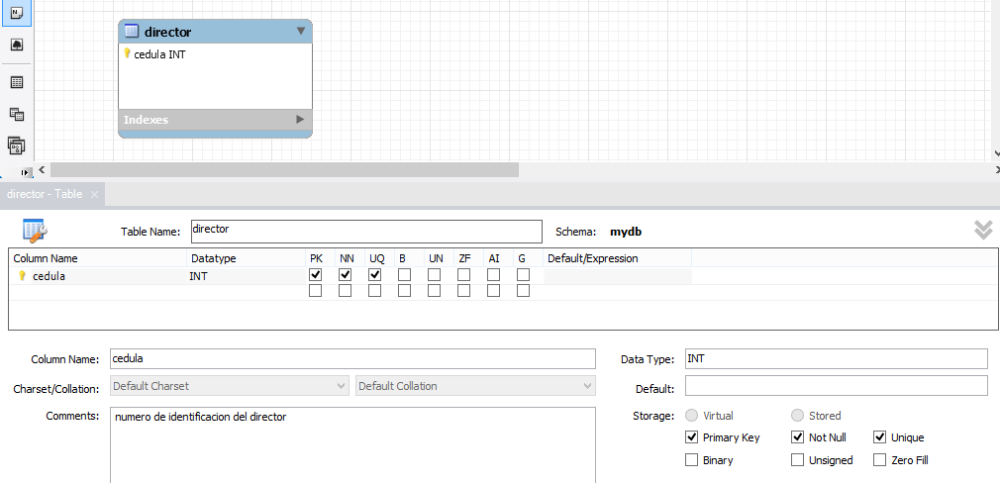 director
cedula INT
Indexes
director - Table
Table Name: director Schema: mydb
Column Name Datatype PK NN UQ B UN ZF AI G Default/Expression
cedula INT
Column Name: cedula Data Type: INT
Charset/Collation: Default Charset Default Collation Default:
Comments: numero de identificacion del director Storage: Virtual Stored
Primary Key Not Null Unique
Binary Unsigned Zero Fill